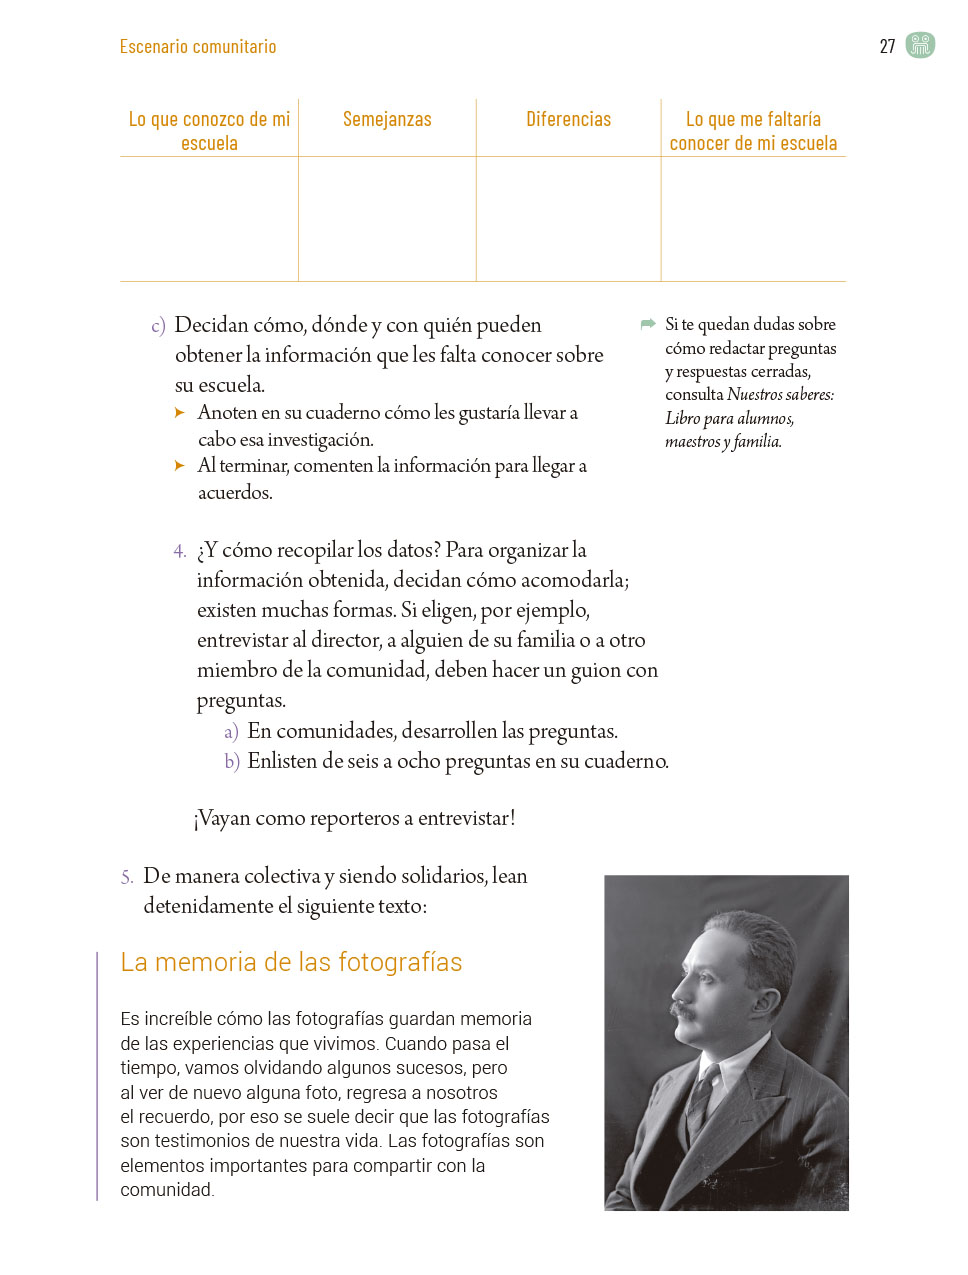 Escenario comunitario
27
Lo que conozco de mi
escuela
Semejanzas
Diferencias
Lo que me faltaría
conocer de mi escuela
c) Decidan cómo, dónde y con quién pueden
obtener la información que les falta conocer sobre
su escuela.
➤ Anoten en su cuaderno cómo les gustaría llevar a
cabo esa investigación.
➤ Al terminar, comenten la información para llegar a
acuerdos.
Si te quedan dudas sobre
cómo redactar preguntas
y respuestas cerradas,
consulta Nuestros saberes:
Libro para alumnos,
maestros y familia.
4. ¿Y cómo recopilar los datos? Para organizar la
información obtenida, decidan cómo acomodarla;
existen muchas formas. Si eligen, por ejemplo,
entrevistar al director, a alguien de su familia o a otro
miembro de la comunidad, deben hacer un guion con
preguntas.
a) En comunidades, desarrollen las preguntas.
b) Enlisten de seis a ocho preguntas en su cuaderno.
¡Vayan como reporteros a entrevistar!
5. De manera colectiva y siendo solidarios, lean
detenidamente el siguiente texto:
La memoria de las fotografías
Es increíble cómo las fotografías guardan memoria
de las experiencias que vivimos. Cuando pasa el
tiempo, vamos olvidando algunos sucesos, pero
al ver de nuevo alguna foto, regresa a nosotros
el recuerdo, por eso se suele decir que las fotografías
son testimonios de nuestra vida. Las fotografías son
elementos importantes para compartir con la
comunidad.